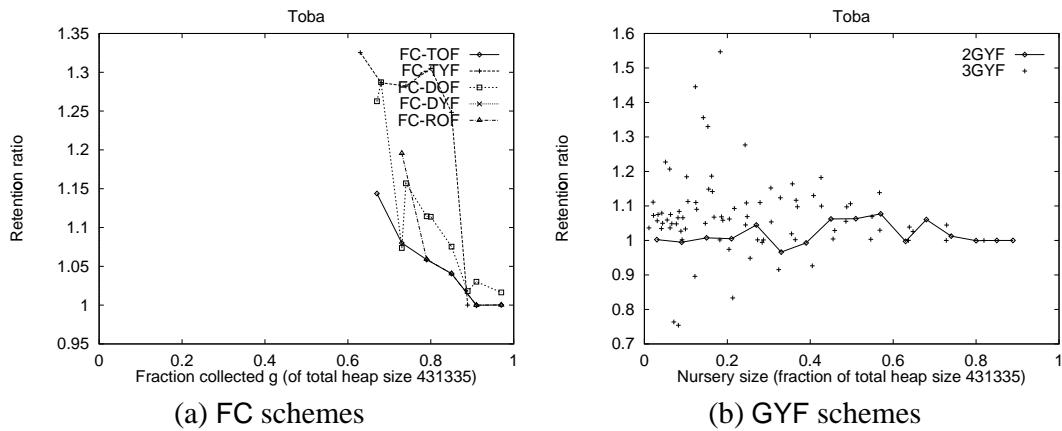 Toba
1.35
1.3
1.25
1.2
1.15
1.1
1.05
1
0.95
Retention ratio
FC-TOF
FC-TYF
FC-DOF
FC-DYF
FC-ROF
0 0.2 0.4 0.6 0.8 1
Fraction collected g (of total heap size 431335)
(a) FC schemes
Toba
1.6
1.5
1.4
1.3
1.2
1.1
1
0.9
0.8
0.7
Retention ratio
2GYF
3GYF
0 0.2 0.4 0.6 0.8 1
Nursery size (fraction of total heap size 431335)
(b) GYF schemes